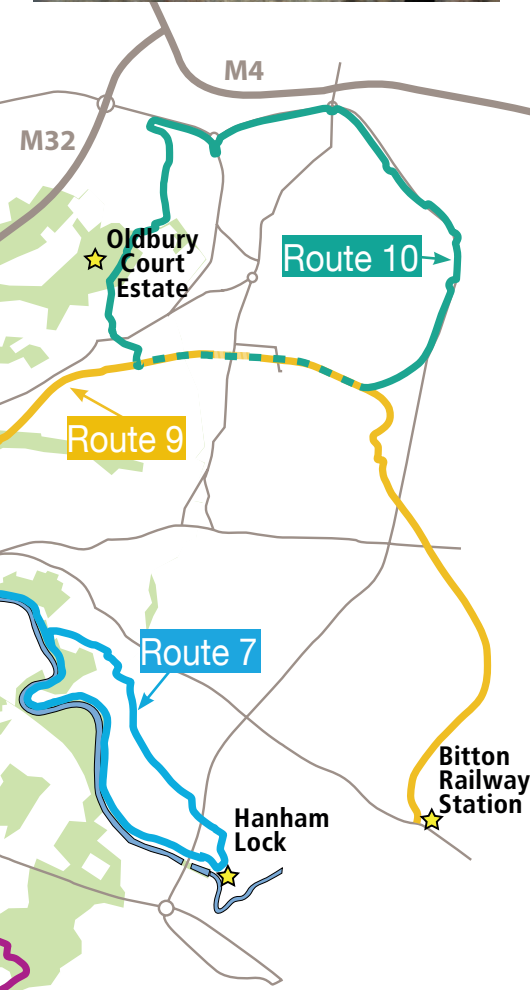 M4
M32
Oldbury
Court
Estate
Route 10
Route 9
Route 7
Bitton
Railway
Station
Hanham
Lock